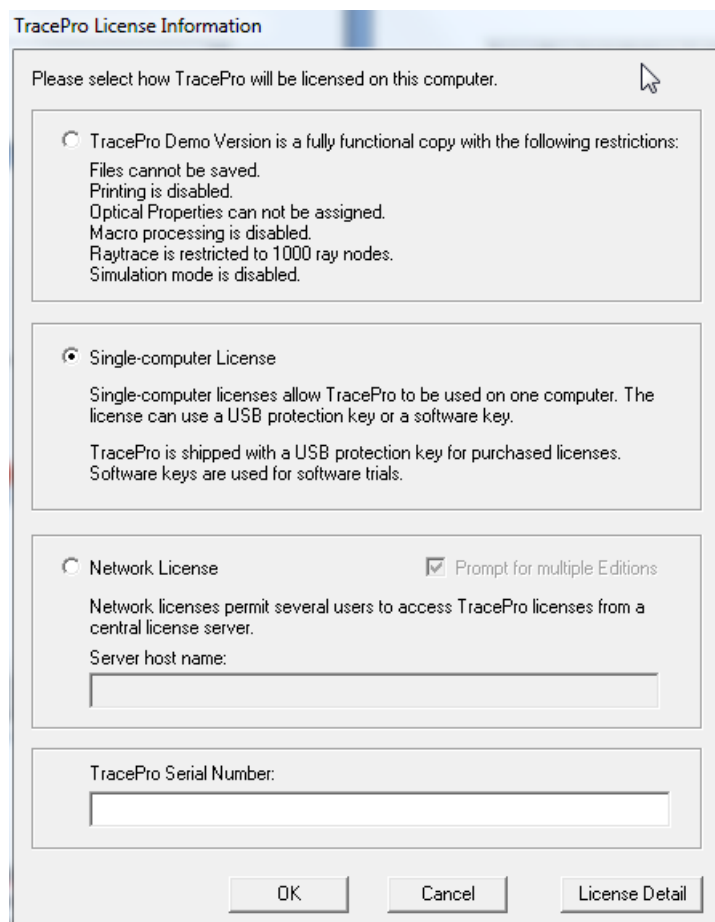 TracePro License Information
Please select how TracePro will be licensed on this computer.
TracePro Demo Version is a fully functional copy with the following restrictions:
Files cannot be saved.
Printing is disabled.
Optical Properties can not be assigned.
Macro processing is disabled.
Raytrace is restricted to 1000 ray nodes.
Simulation mode is disabled.
Single-computer License
Single-computer licenses allow TracePro to be used on one computer. The
license can use a USB protection key or a software key.
TracePro is shipped with a USB protection key for purchased licenses.
Software keys are used for software trials.
Network License Prompt for multiple Editions
Network licenses permit several users to access TracePro licenses from a
central license server.
Server host name:
TracePro Serial Number:
OK Cancel License Detail